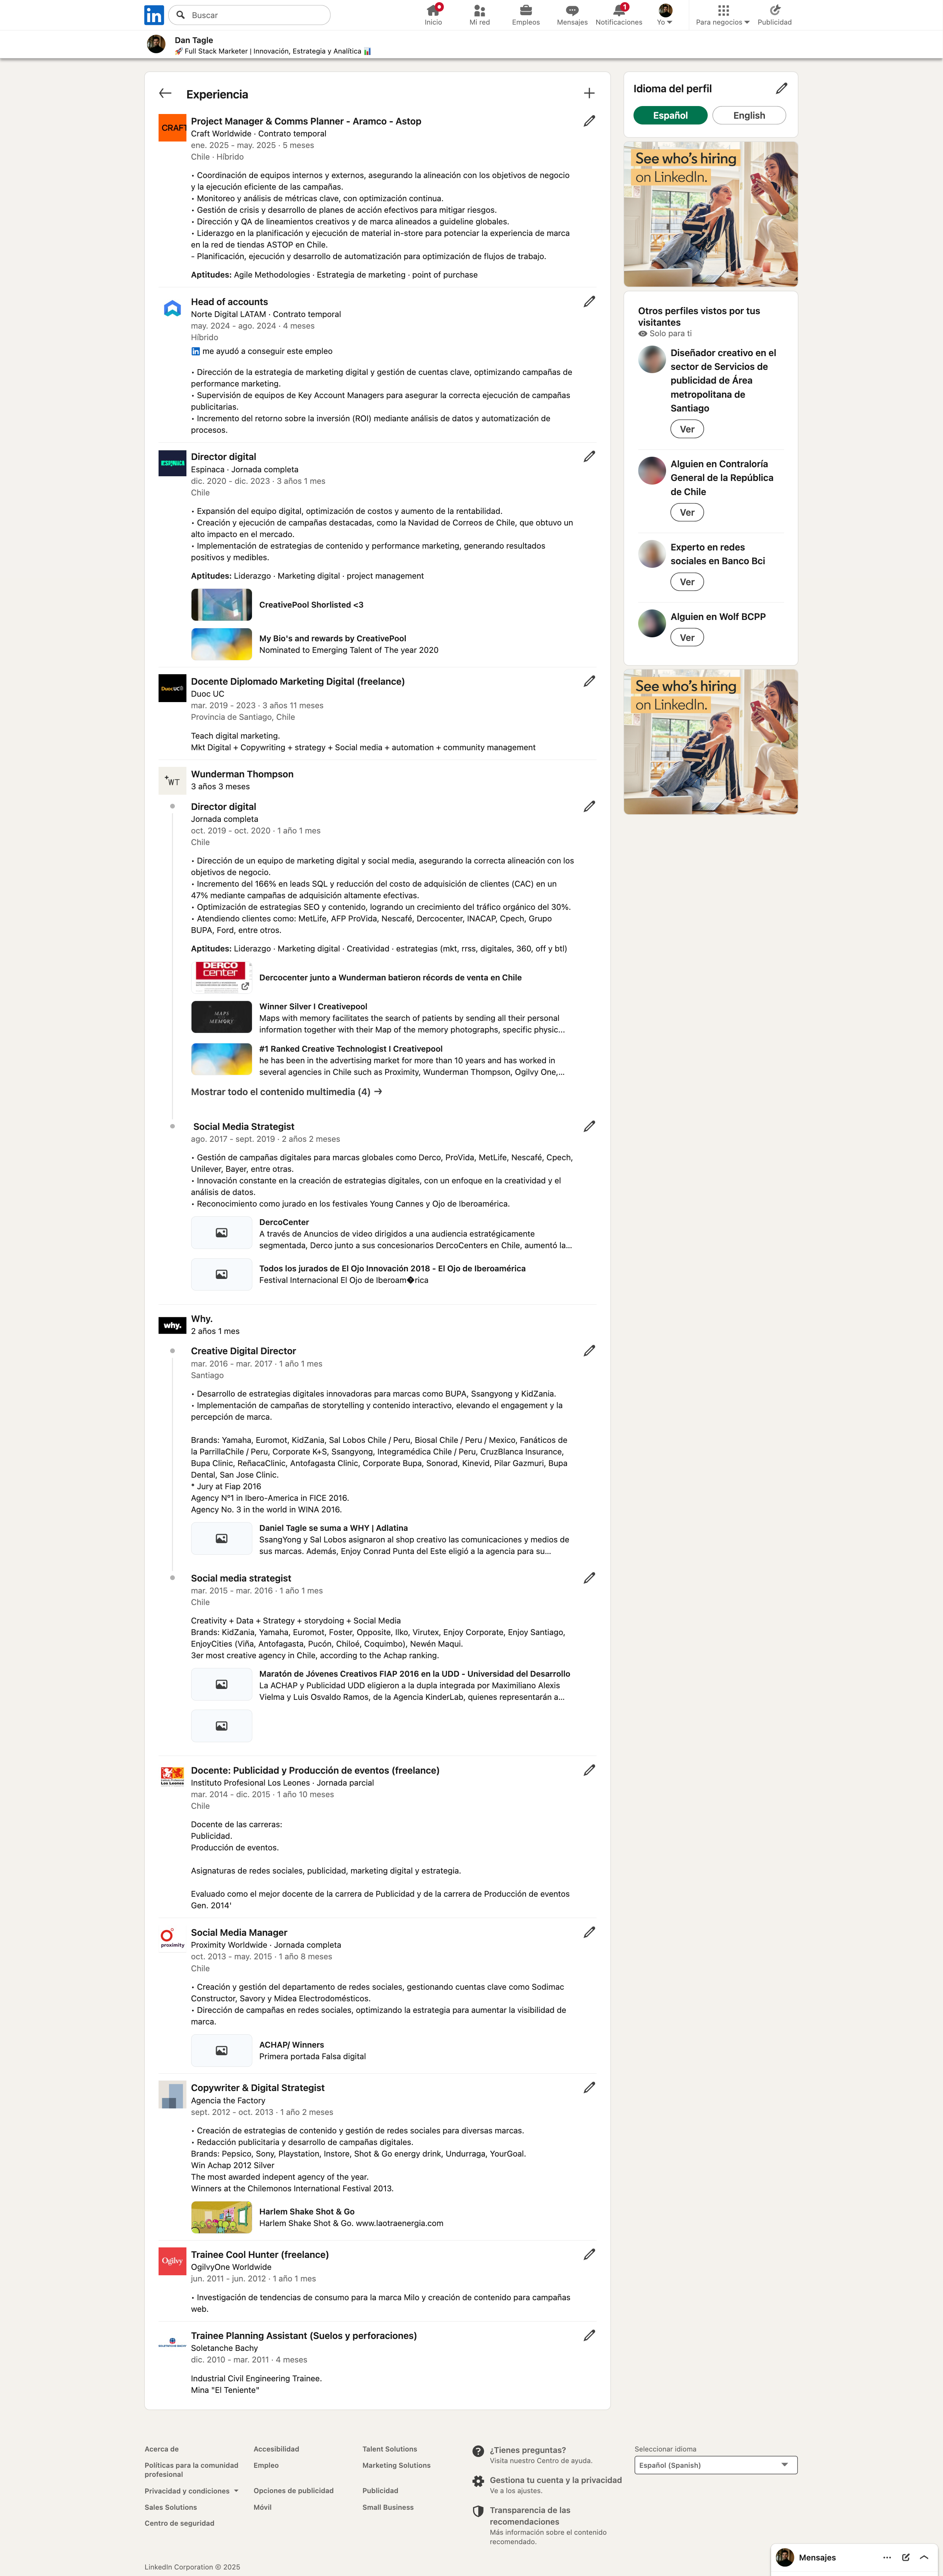 in
Buscar
Inicio
Mi red
Empleos
Mensajes
1
Notificaciones
Yo
Para negocios
Publicidad
Dan Tagle
🚀 Full Stack Marketer | Innovación, Estrategia y Analítica 📊
Experiencia
CRAFT
Project Manager & Comms Planner - Aramco - Astop
Craft Worldwide · Contrato temporal
ene. 2025 - may. 2025 · 5 meses
Chile · Híbrido
• Coordinación de equipos internos y externos, asegurando la alineación con los objetivos de negocio
y la ejecución eficiente de las campañas.
• Monitoreo y análisis de métricas clave, con optimización continua.
• Gestión de crisis y desarrollo de planes de acción efectivos para mitigar riesgos.
• Dirección y QA de lineamientos creativos y de marca alineados a guideline globales.
• Liderazgo en la planificación y ejecución de material in-store para potenciar la experiencia de marca
en la red de tiendas ASTOP en Chile.
- Planificación, ejecución y desarrollo de automatización para optimización de flujos de trabajo.
Aptitudes: Agile Methodologies · Estrategia de marketing · point of purchase
Head of accounts
Norte Digital LATAM · Contrato temporal
may. 2024 - ago. 2024 · 4 meses
Híbrido
in me ayudó a conseguir este empleo
• Dirección de la estrategia de marketing digital y gestión de cuentas clave, optimizando campañas de
performance marketing.
• Supervisión de equipos de Key Account Managers para asegurar la correcta ejecución de campañas
publicitarias.
• Incremento del retorno sobre la inversión (ROI) mediante análisis de datos y automatización de
procesos.
ESPINACA
Director digital
Espinaca · Jornada completa
dic. 2020 - dic. 2023 · 3 años 1 mes
Chile
• Expansión del equipo digital, optimización de costos y aumento de la rentabilidad.
• Creación y ejecución de campañas destacadas, como la Navidad de Correos de Chile, que obtuvo un
alto impacto en el mercado.
• Implementación de estrategias de contenido y performance marketing, generando resultados
positivos y medibles.
Aptitudes: Liderazgo · Marketing digital · project management
CreativePool Shorlisted <3
My Bio's and rewards by CreativePool
Nominated to Emerging Talent of The year 2020
Duoc UC
Docente Diplomado Marketing Digital (freelance)
Duoc UC
mar. 2019 - 2023 · 3 años 11 meses
Provincia de Santiago, Chile
Teach digital marketing.
Mkt Digital + Copywriting + strategy + Social media + automation + community management
+WT
Wunderman Thompson
3 años 3 meses
Director digital
Jornada completa
oct. 2019 - oct. 2020 · 1 año 1 mes
Chile
• Dirección de un equipo de marketing digital y social media, asegurando la correcta alineación con los
objetivos de negocio.
• Incremento del 166% en leads SQL y reducción del costo de adquisición de clientes (CAC) en un
47% mediante campañas de adquisición altamente efectivas.
• Optimización de estrategias SEO y contenido, logrando un crecimiento del tráfico orgánico del 30%.
• Atendiendo clientes como: MetLife, AFP ProVida, Nescafé, Dercocenter, INACAP, Cpech, Grupo
BUPA, Ford, entre otros.
Aptitudes: Liderazgo · Marketing digital · Creatividad · estrategias (mkt, rrss, digitales, 360, off y btl)
DERCO
center
Dercocenter junto a Wunderman batieron récords de venta en Chile
MAPS
MEMORY
Winner Silver I Creativepool
Maps with memory facilitates the search of patients by sending all their personal
information together with their Map of the memory photographs, specific physic...
#1 Ranked Creative Technologist I Creativepool
he has been in the advertising market for more than 10 years and has worked in
several agencies in Chile such as Proximity, Wunderman Thompson, Ogilvy One,...
Mostrar todo el contenido multimedia (4) →
Social Media Strategist
ago. 2017 - sept. 2019 · 2 años 2 meses
• Gestión de campañas digitales para marcas globales como Derco, ProVida, MetLife, Nescafé, Cpech,
Unilever, Bayer, entre otras.
• Innovación constante en la creación de estrategias digitales, con un enfoque en la creatividad y el
análisis de datos.
• Reconocimiento como jurado en los festivales Young Cannes y Ojo de Iberoamérica.
DercoCenter
A través de Anuncios de video dirigidos a una audiencia estratégicamente
segmentada, Derco junto a sus concesionarios DercoCenters en Chile, aumentó la...
Todos los jurados de El Ojo Innovación 2018 - El Ojo de Iberoamérica
Festival Internacional El Ojo de Iberoam�rica
why.
Why.
2 años 1 mes
Creative Digital Director
mar. 2016 - mar. 2017 · 1 año 1 mes
Santiago
• Desarrollo de estrategias digitales innovadoras para marcas como BUPA, Ssangyong y KidZania.
• Implementación de campañas de storytelling y contenido interactivo, elevando el engagement y la
percepción de marca.
Brands: Yamaha, Euromot, KidZania, Sal Lobos Chile / Peru, Biosal Chile / Peru / Mexico, Fanáticos de
la ParrillaChile / Peru, Corporate K+S, Ssangyong, Integramédica Chile / Peru, CruzBlanca Insurance,
Bupa Clinic, ReñacaClinic, Antofagasta Clinic, Corporate Bupa, Sonorad, Kinevid, Pilar Gazmuri, Bupa
Dental, San Jose Clinic.
* Jury at Fiap 2016
Agency Nº1 in Ibero-America in FICE 2016.
Agency No. 3 in the world in WINA 2016.
Daniel Tagle se suma a WHY | Adlatina
SsangYong y Sal Lobos asignaron al shop creativo las comunicaciones y medios de
sus marcas. Además, Enjoy Conrad Punta del Este eligió a la agencia para su...
Social media strategist
mar. 2015 - mar. 2016 · 1 año 1 mes
Chile
Creativity + Data + Strategy + storydoing + Social Media
Brands: KidZania, Yamaha, Euromot, Foster, Opposite, Ilko, Virutex, Enjoy Corporate, Enjoy Santiago,
EnjoyCities (Viña, Antofagasta, Pucón, Chiloé, Coquimbo), Newén Maqui.
3er most creative agency in Chile, according to the Achap ranking.
Maratón de Jóvenes Creativos FIAP 2016 en la UDD - Universidad del Desarrollo
La ACHAP y Publicidad UDD eligieron a la dupla integrada por Maximiliano Alexis
Vielma y Luis Osvaldo Ramos, de la Agencia KinderLab, quienes representarán a...
Los Leones
Docente: Publicidad y Producción de eventos (freelance)
Instituto Profesional Los Leones · Jornada parcial
mar. 2014 - dic. 2015 · 1 año 10 meses
Chile
Docente de las carreras:
Publicidad.
Producción de eventos.
Asignaturas de redes sociales, publicidad, marketing digital y estrategia.
Evaluado como el mejor docente de la carrera de Publicidad y de la carrera de Producción de eventos
Gen. 2014'
proximity
Social Media Manager
Proximity Worldwide · Jornada completa
oct. 2013 - may. 2015 · 1 año 8 meses
Chile
• Creación y gestión del departamento de redes sociales, gestionando cuentas clave como Sodimac
Constructor, Savory y Midea Electrodomésticos.
• Dirección de campañas en redes sociales, optimizando la estrategia para aumentar la visibilidad de
marca.
ACHAP/ Winners
Primera portada Falsa digital
Copywriter & Digital Strategist
Agencia the Factory
sept. 2012 - oct. 2013 · 1 año 2 meses
• Creación de estrategias de contenido y gestión de redes sociales para diversas marcas.
• Redacción publicitaria y desarrollo de campañas digitales.
Brands: Pepsico, Sony, Playstation, Instore, Shot & Go energy drink, Undurraga, YourGoal.
Win Achap 2012 Silver
The most awarded indepent agency of the year.
Winners at the Chilemonos International Festival 2013.
Harlem Shake Shot & Go
Harlem Shake Shot & Go. www.laotraenergia.com
Ogilvy
Trainee Cool Hunter (freelance)
OgilvyOne Worldwide
jun. 2011 - jun. 2012 · 1 año 1 mes
• Investigación de tendencias de consumo para la marca Milo y creación de contenido para campañas
web.
Trainee Planning Assistant (Suelos y perforaciones)
Soletanche Bachy
dic. 2010 - mar. 2011 · 4 meses
Industrial Civil Engineering Trainee.
Mina "El Teniente"
Idioma del perfil
Español
English
See who's hiring
on LinkedIn.
Otros perfiles vistos por tus
visitantes
Solo para ti
Diseñador creativo en el
sector de Servicios de
publicidad de Área
metropolitana de
Santiago
Ver
Alguien en Contraloría
General de la República
de Chile
Ver
Experto en redes
sociales en Banco Bci
Ver
Alguien en Wolf BCPP
Ver
See who's hiring
on LinkedIn.
Acerca de
Accesibilidad
Talent Solutions
Políticas para la comunidad
profesional
Empleo
Marketing Solutions
Privacidad y condiciones
Opciones de publicidad
Publicidad
Sales Solutions
Móvil
Small Business
Centro de seguridad
¿Tienes preguntas?
Visita nuestro Centro de ayuda.
Gestiona tu cuenta y la privacidad
Ve a los ajustes.
Transparencia de las
recomendaciones
Más información sobre el contenido
recomendado.
Seleccionar idioma
Español (Spanish)
LinkedIn Corporation © 2025
Mensajes